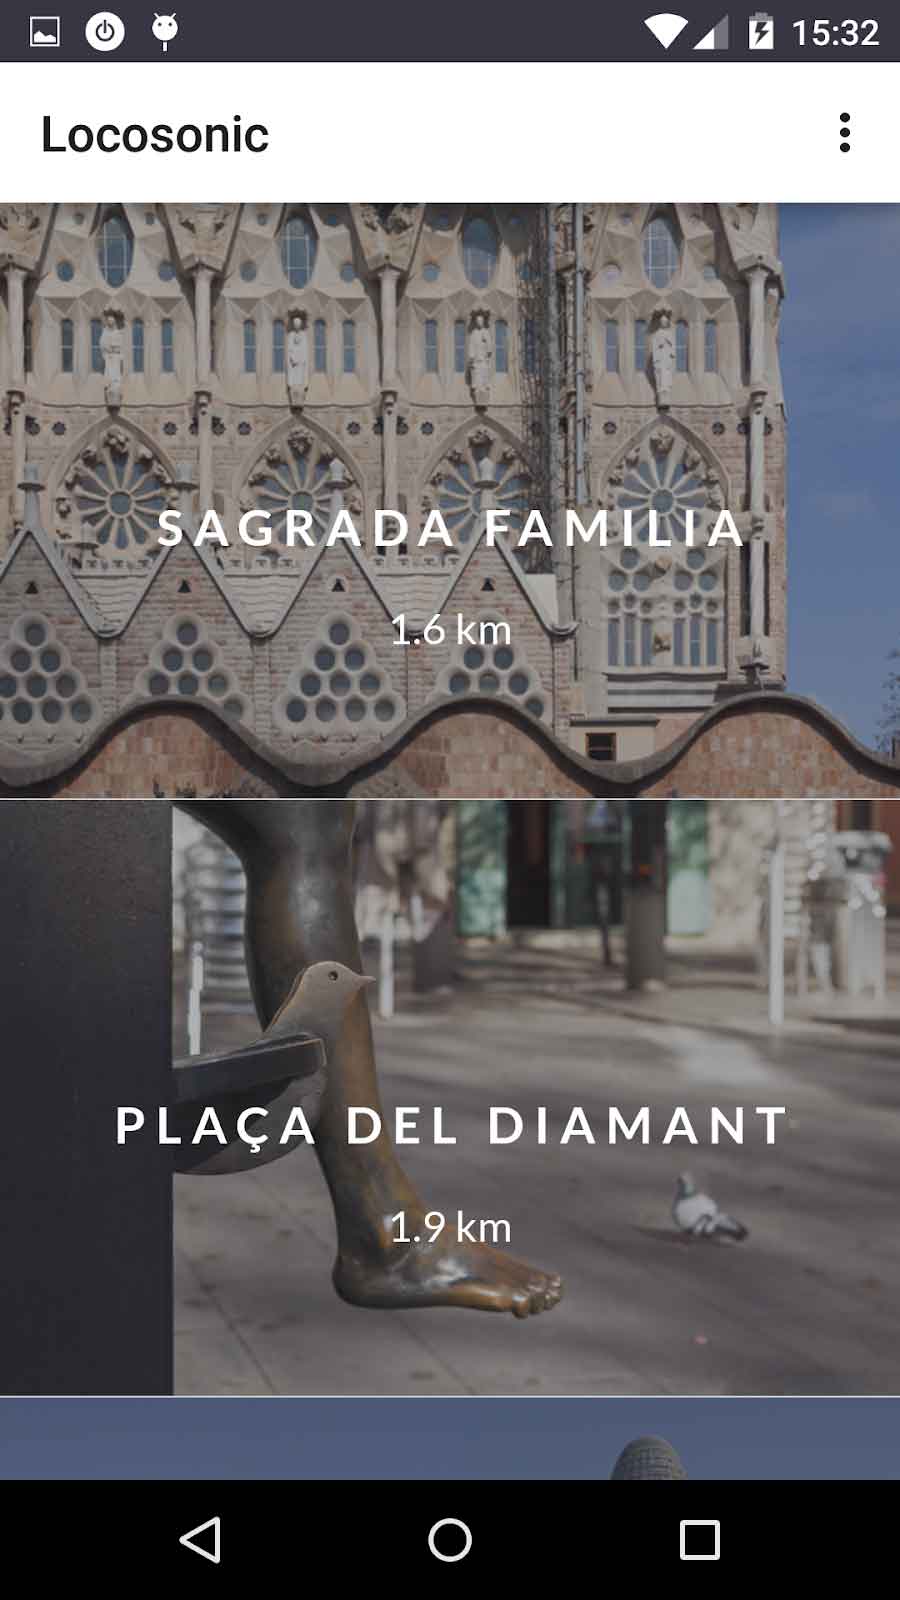 15:32
Locosonic
SAGRADA FAMILIA
1.6 km
PLAÇA DEL DIAMANT
1.9 km